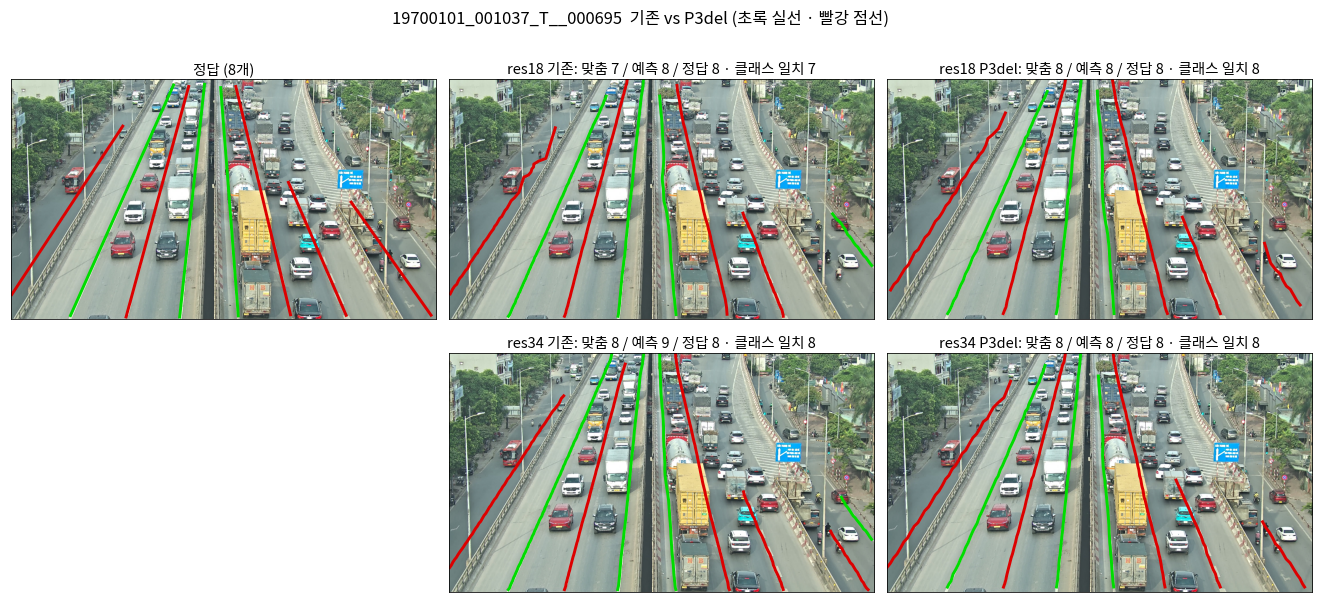 19700101_001037_T__000695 기존 vs P3del (초록 실선 · 빨강 점선)
정답 (8개)
res18 기존: 맞춤 7 / 예측 8 / 정답 8 · 클래스 일치 7
res18 P3del: 맞춤 8 / 예측 8 / 정답 8 · 클래스 일치 8
res34 기존: 맞춤 8 / 예측 9 / 정답 8 · 클래스 일치 8
res34 P3del: 맞춤 8 / 예측 8 / 정답 8 · 클래스 일치 8